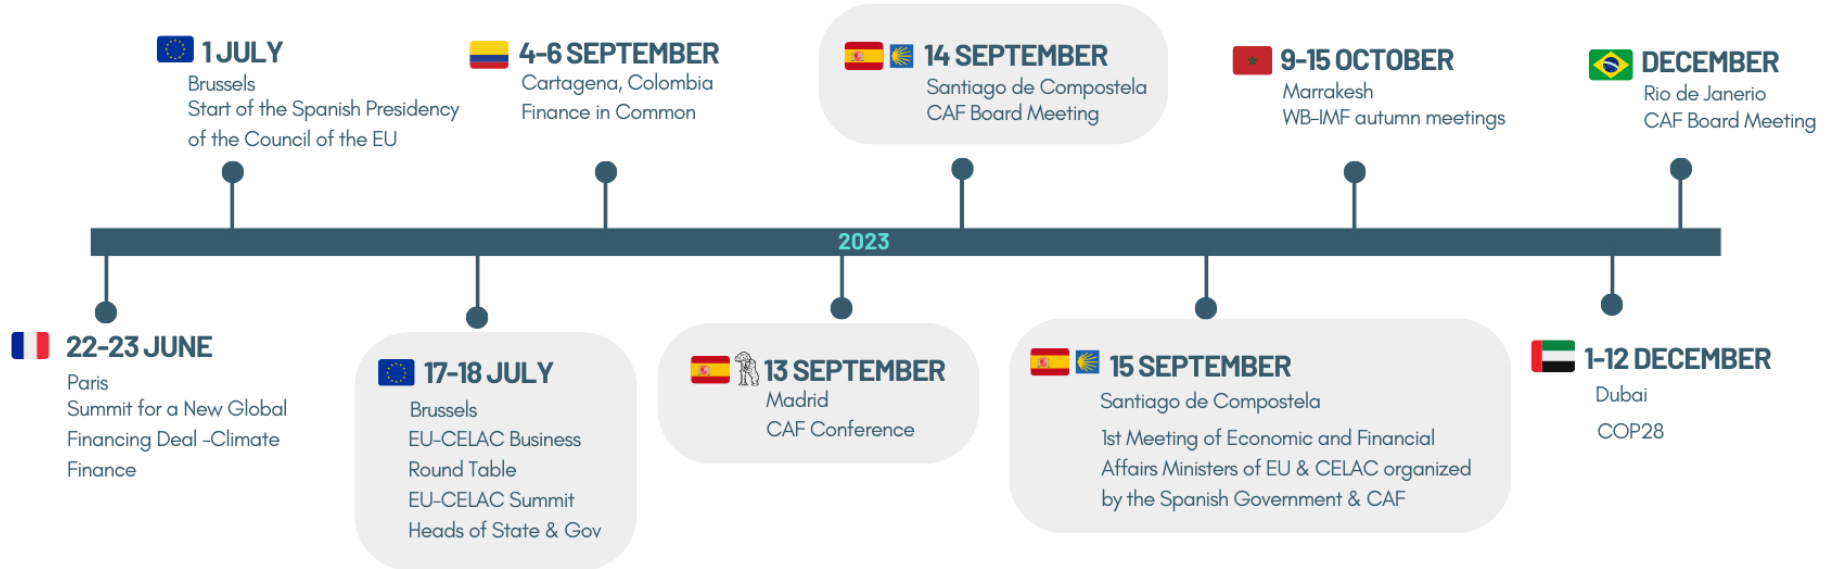 1 JULY
Brussels
Start of the Spanish Presidency
of the Council of the EU
4-6 SEPTEMBER
Cartagena, Colombia
Finance in Common
14 SEPTEMBER
Santiago de Compostela
CAF Board Meeting
9-15 OCTOBER
Marrakesh
WB-IMF autumn meetings
DECEMBER
Rio de Janerio
CAF Board Meeting
2023
22-23 JUNE
Paris
Summit for a New Global
Financing Deal -Climate
Finance
17-18 JULY
Brussels
EU-CELAC Business
Round Table
EU-CELAC Summit
Heads of State & Gov
13 SEPTEMBER
Madrid
CAF Conference
15 SEPTEMBER
Santiago de Compostela
1st Meeting of Economic and Financial
Affairs Ministers of EU & CELAC organized
by the Spanish Government & CAF
1-12 DECEMBER
Dubai
COP28